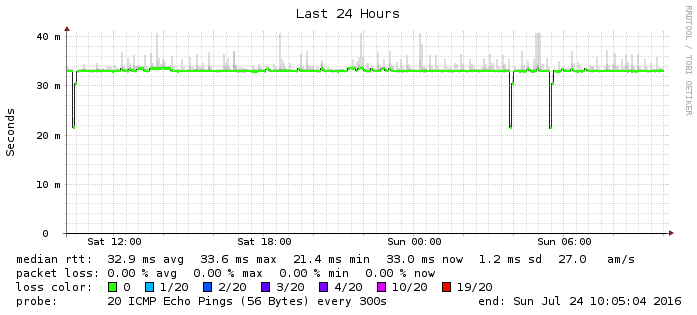 Last 24 Hours
RRDTOOL / TOBI OETIKER
Seconds
40 m
30 m
20 m
10 m
0
Sat 12:00 Sat 18:00 Sun 00:00 Sun 06:00
median rtt: 32.9 ms avg 33.6 ms max 21.4 ms min 33.0 ms now 1.2 ms sd 27.0 am/s
packet loss: 0.00 % avg 0.00 % max 0.00 % min 0.00 % now
loss color: 0 1/20 2/20 3/20 4/20 10/20 19/20
probe: 20 ICMP Echo Pings (56 Bytes) every 300s end: Sun Jul 24 10:05:04 2016